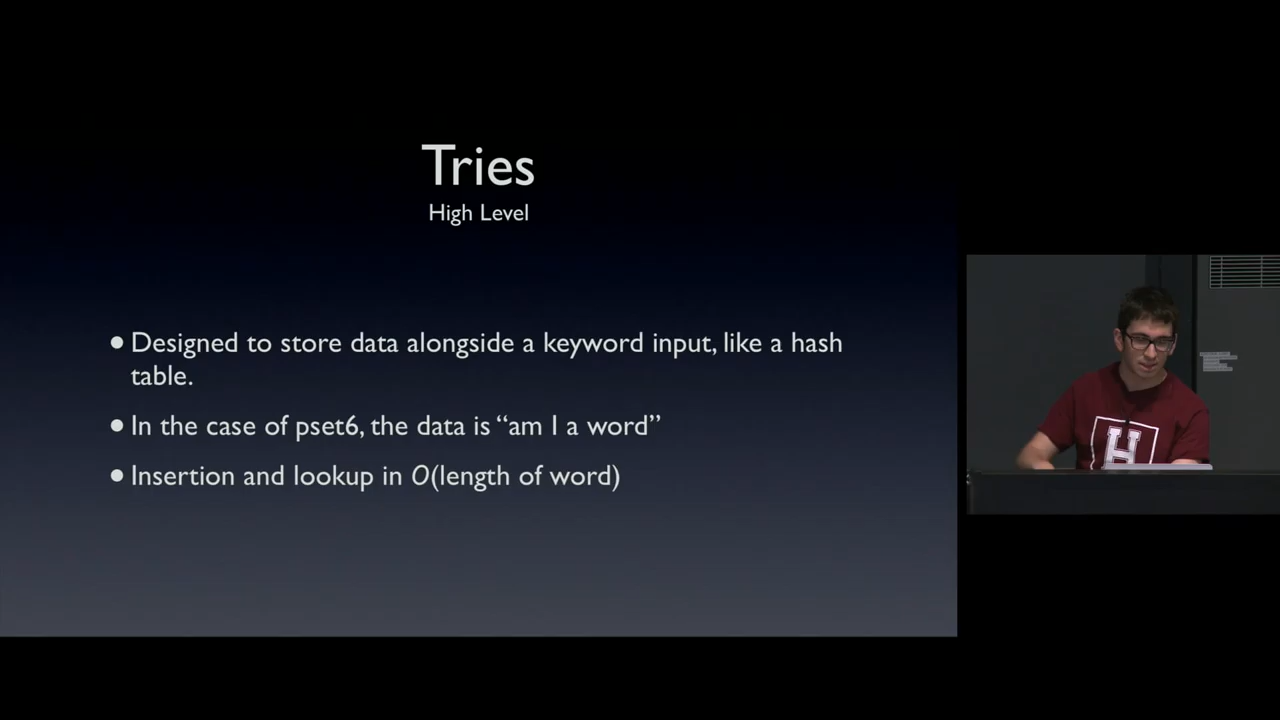 Tries
High Level
•Designed to store data alongside a keyword input, like a hash
table.
•In the case of pset6, the data is “am I a word”
•Insertion and lookup in O(length of word)
H